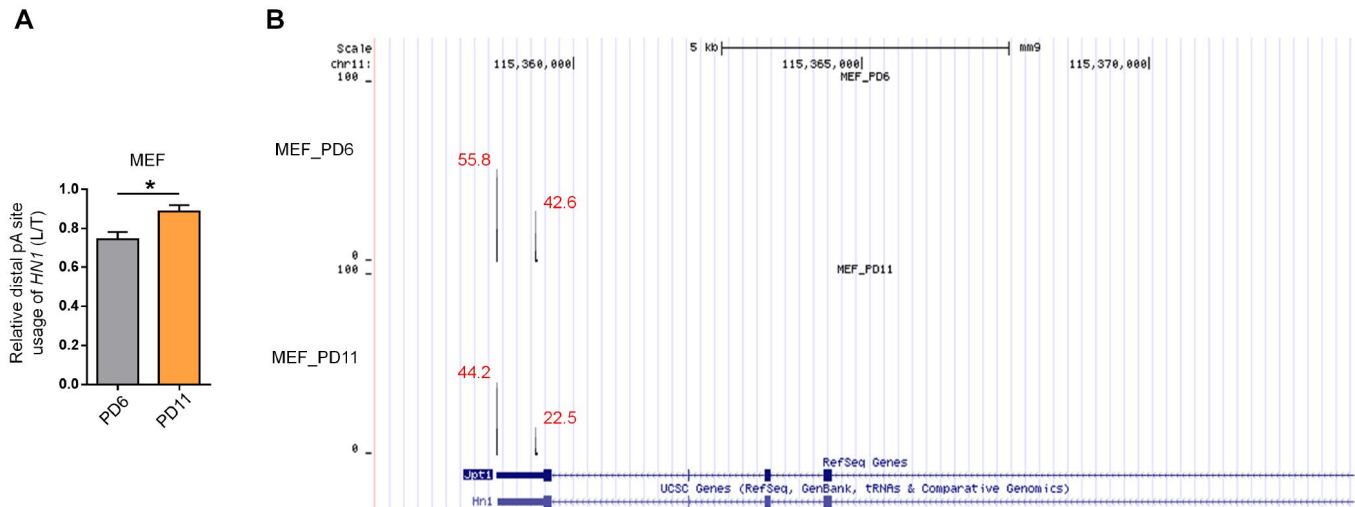 A
B
MEF
Relative distal pA site
usage of HN1 (L/T)
1.0
0.8
0.6
0.4
0.2
0.0
*
PD6
PD11
Scale
5 kb
mm9
chr11:
115,360,000
115,365,000
115,370,000
100
MEF_PD6
MEF_PD6
55.8
42.6
0
100
MEF_PD11
MEF_PD11
44.2
22.5
0
RefSeq Genes
Jpt1
UCSC Genes (RefSeq, GenBank, tRNAs & Comparative Genomics)
Hn1